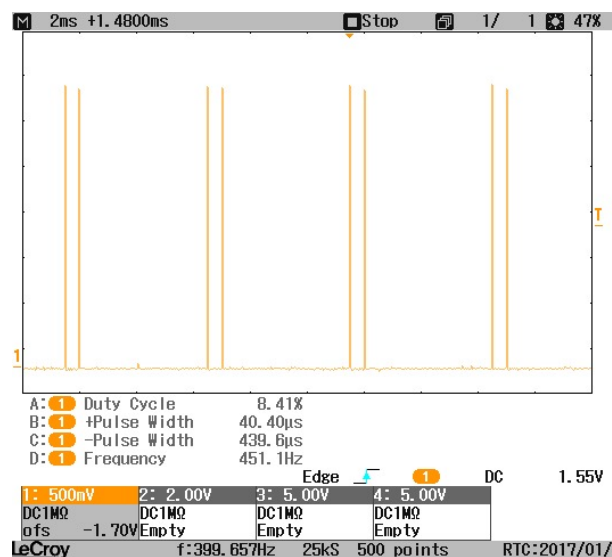 M 2ms +1.4800ms Stop 1/ 1 47%
T
1
A: 1 Duty Cycle 8.41%
B: 1 +Pulse Width 40.40μs
C: 1 -Pulse Width 439.6μs
D: 1 Frequency 451.1Hz
Edge 1 DC 1.55V
1: 500mV 2: 2.00V 3: 5.00V 4: 5.00V
DC1MΩ DC1MΩ DC1MΩ DC1MΩ
ofs -1.70V Empty Empty Empty
LeCroy f:399.657Hz 25kS 500 points RTC:2017/01/